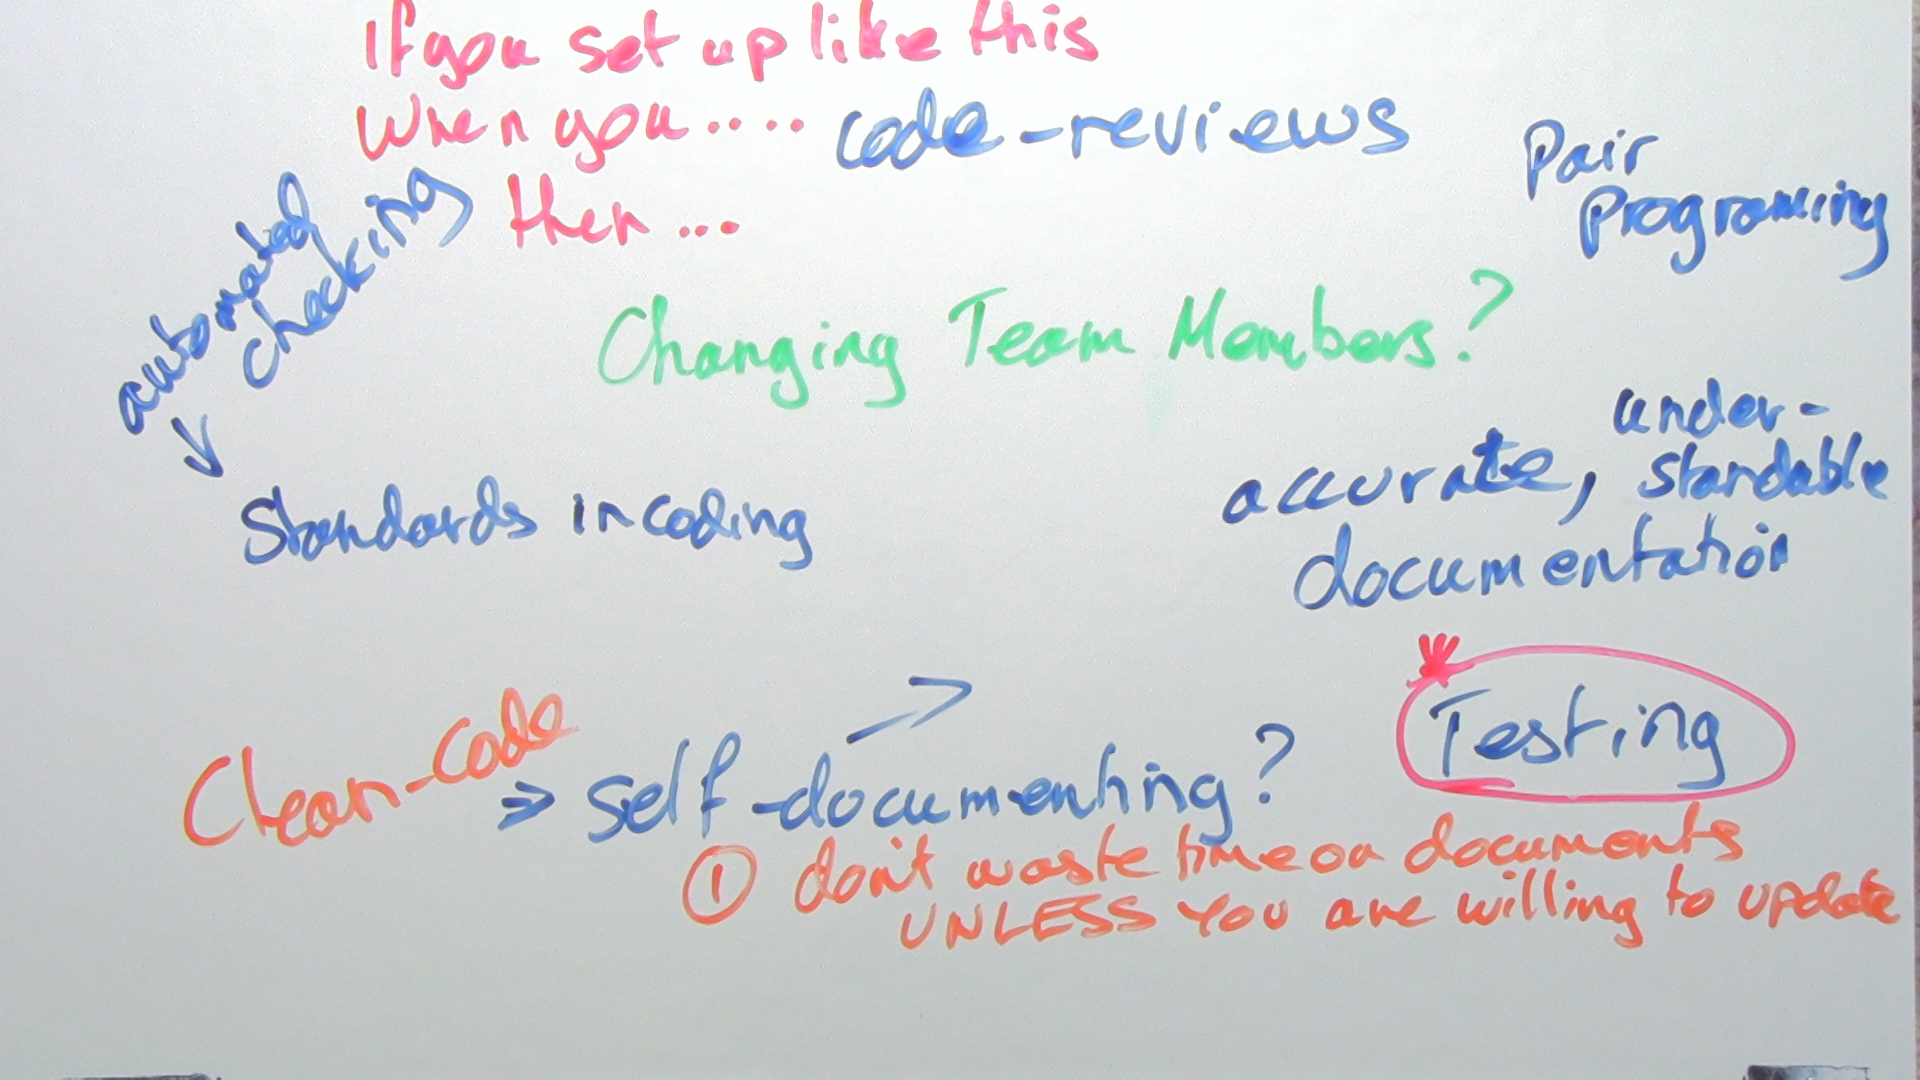 If you set up like this
When you....
code-reviews
then...
Pair
Programming
automated
checking
Changing Team Members?
under-
accurate, standable
documentation
Standards in coding
Testing
Clean-code
=> self-documenting?
① don't waste time on documents
UNLESS YOU are willing to update